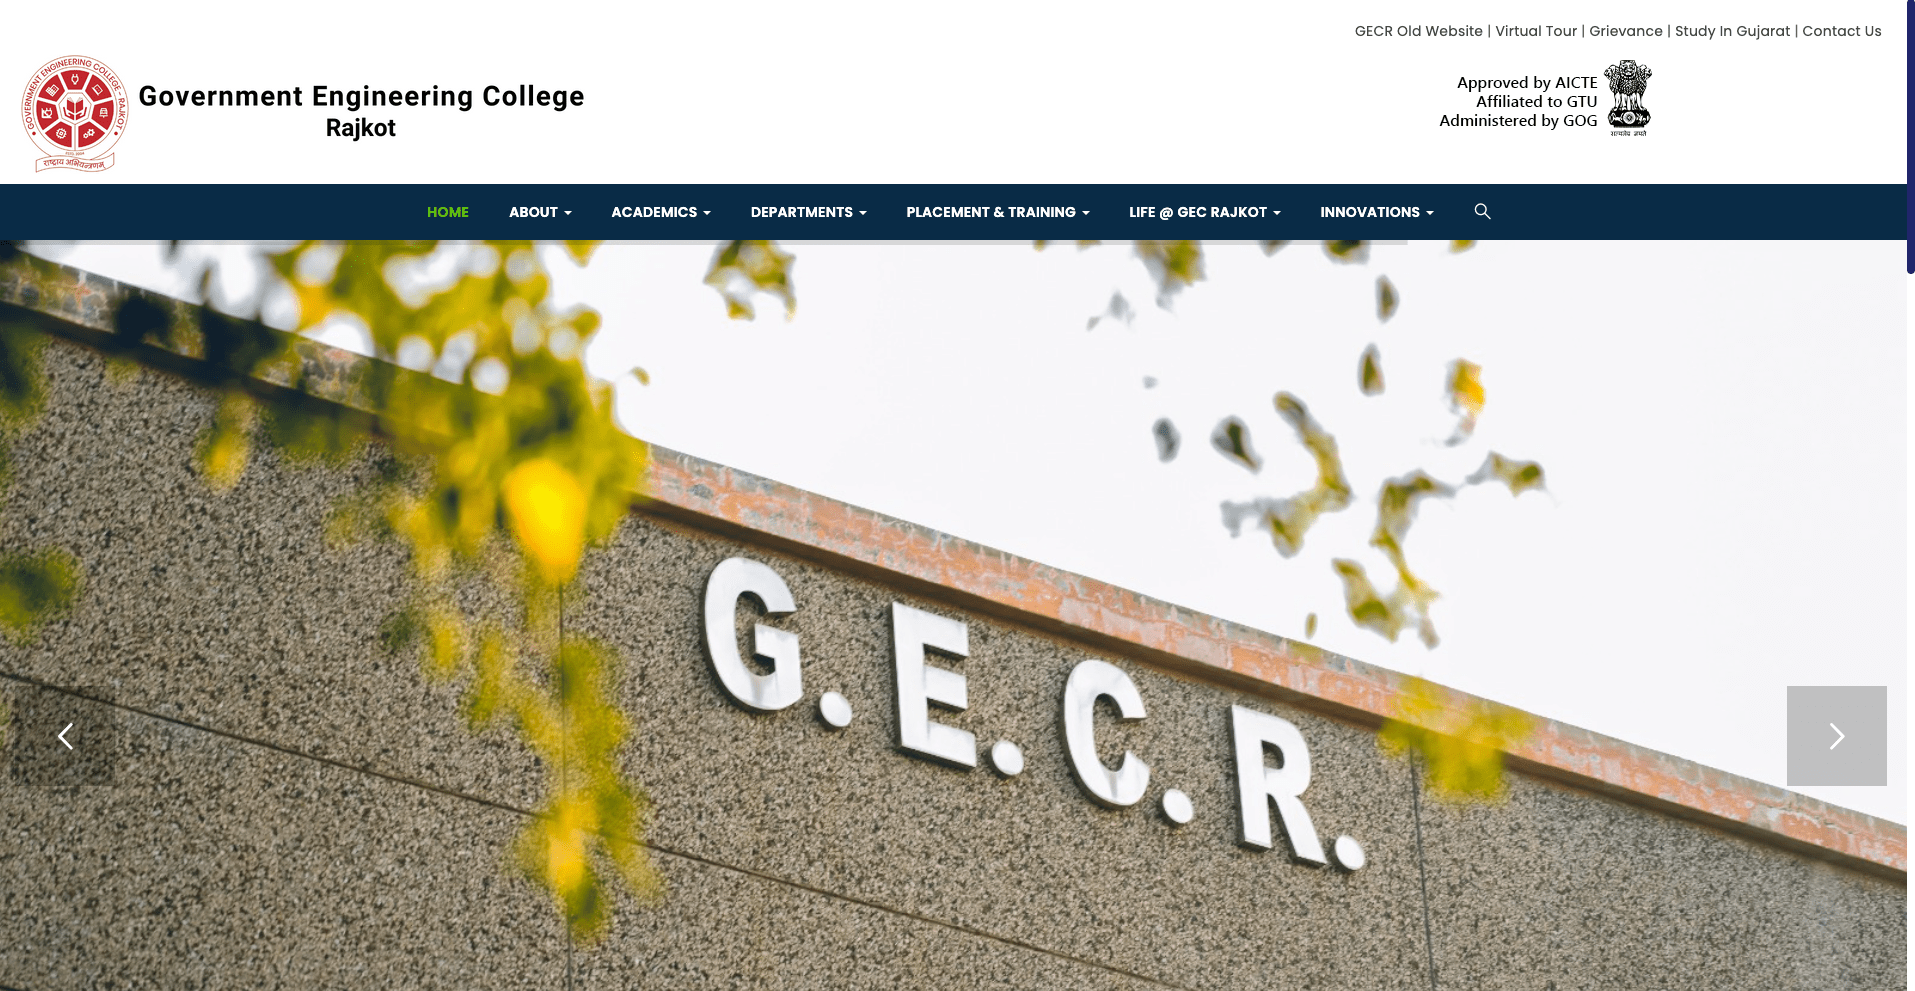 GECR Old Website | Virtual Tour | Grievance | Study In Gujarat | Contact Us
GOVERNMENT ENGINEERING COLLEGE - RAJKOT
राष्ट्राय अभियन्त्रणम्
Government Engineering College
Rajkot
Approved by AICTE
Affiliated to GTU
Administered by GOG
सत्यमेव जयते
HOME ABOUT ACADEMICS DEPARTMENTS PLACEMENT & TRAINING LIFE @ GEC RAJKOT INNOVATIONS
G.E.C.R.